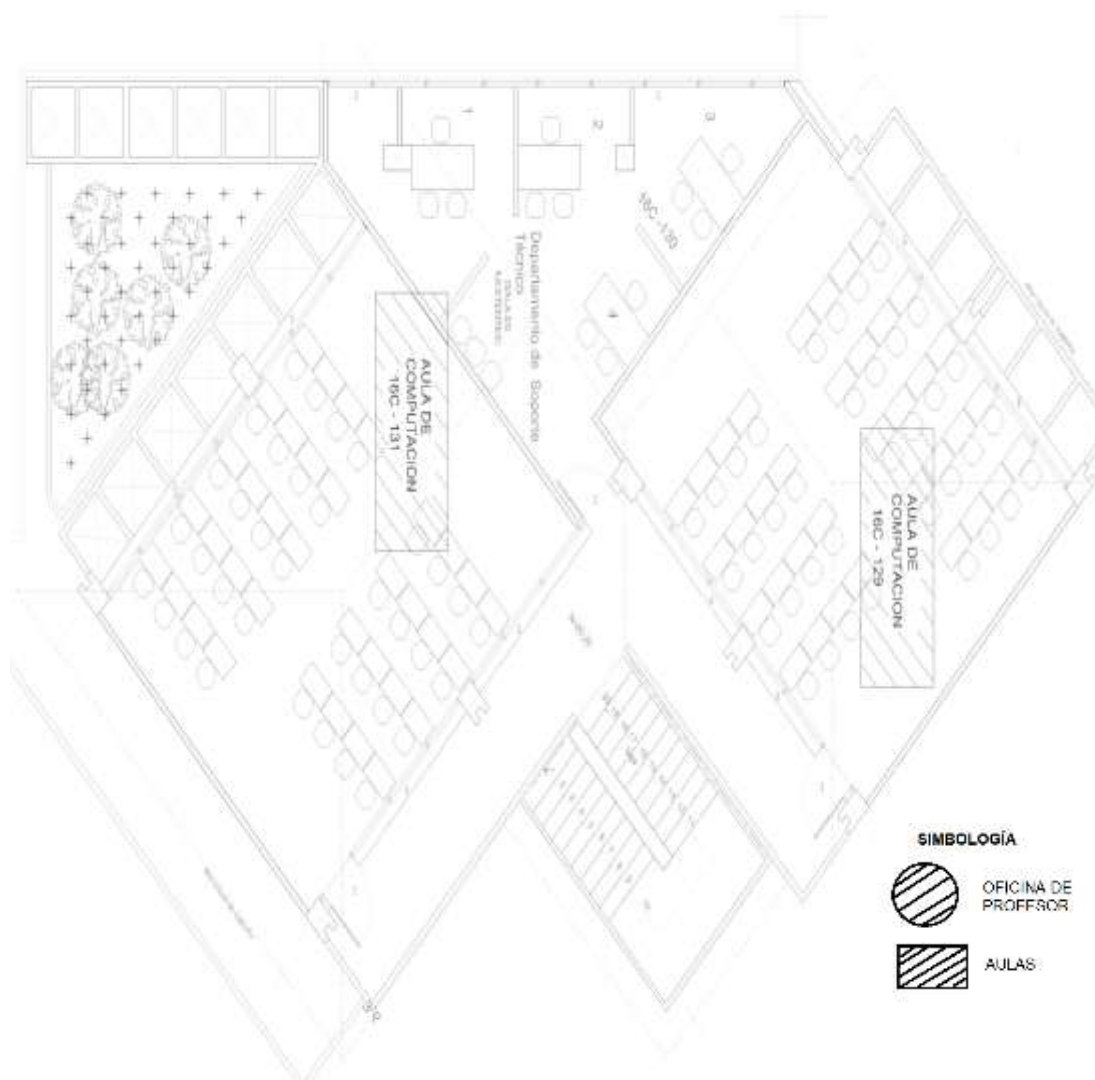 1
2
3
16C -130
Departamento de Soporte
Técnico
4
AULA DE
COMPUTACION
16C - 131
AULA DE
COMPUTACION
16C - 129
SIMBOLOGÍA
OFICINA DE
PROFESOR
AULAS